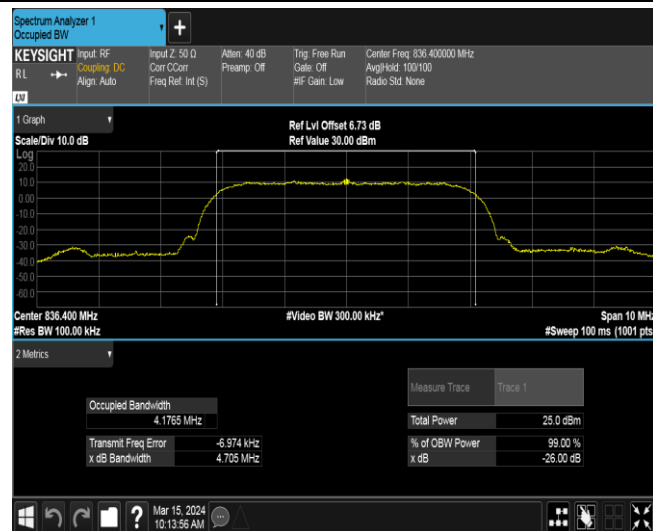 Spectrum Analyzer 1
Occupied BW
+
KEYSIGHT
RL
LXI
Input: RF
Coupling: DC
Align: Auto
Input Z: 50 Ω
Corr CCorr
Freq Ref: Int (S)
Atten: 40 dB
Preamp: Off
Trig: Free Run
Gate: Off
#IF Gain: Low
Center Freq: 836.400000 MHz
Avg|Hold: 100/100
Radio Std: None
1 Graph
Scale/Div 10.0 dB
Ref Lvl Offset 6.73 dB
Ref Value 30.00 dBm
Log
20.0
10.0
0.00
-10.0
-20.0
-30.0
-40.0
-50.0
-60.0
Center 836.400 MHz
#Res BW 100.00 kHz
#Video BW 300.00 kHz*
Span 10 MHz
#Sweep 100 ms (1001 pts
2 Metrics
Measure Trace Trace 1
Occupied Bandwidth
4.1765 MHz
Total Power 25.0 dBm
Transmit Freq Error -6.974 kHz
% of OBW Power 99.00 %
x dB Bandwidth 4.705 MHz
x dB -26.00 dB
?
Mar 15, 2024
10:13:56 AM